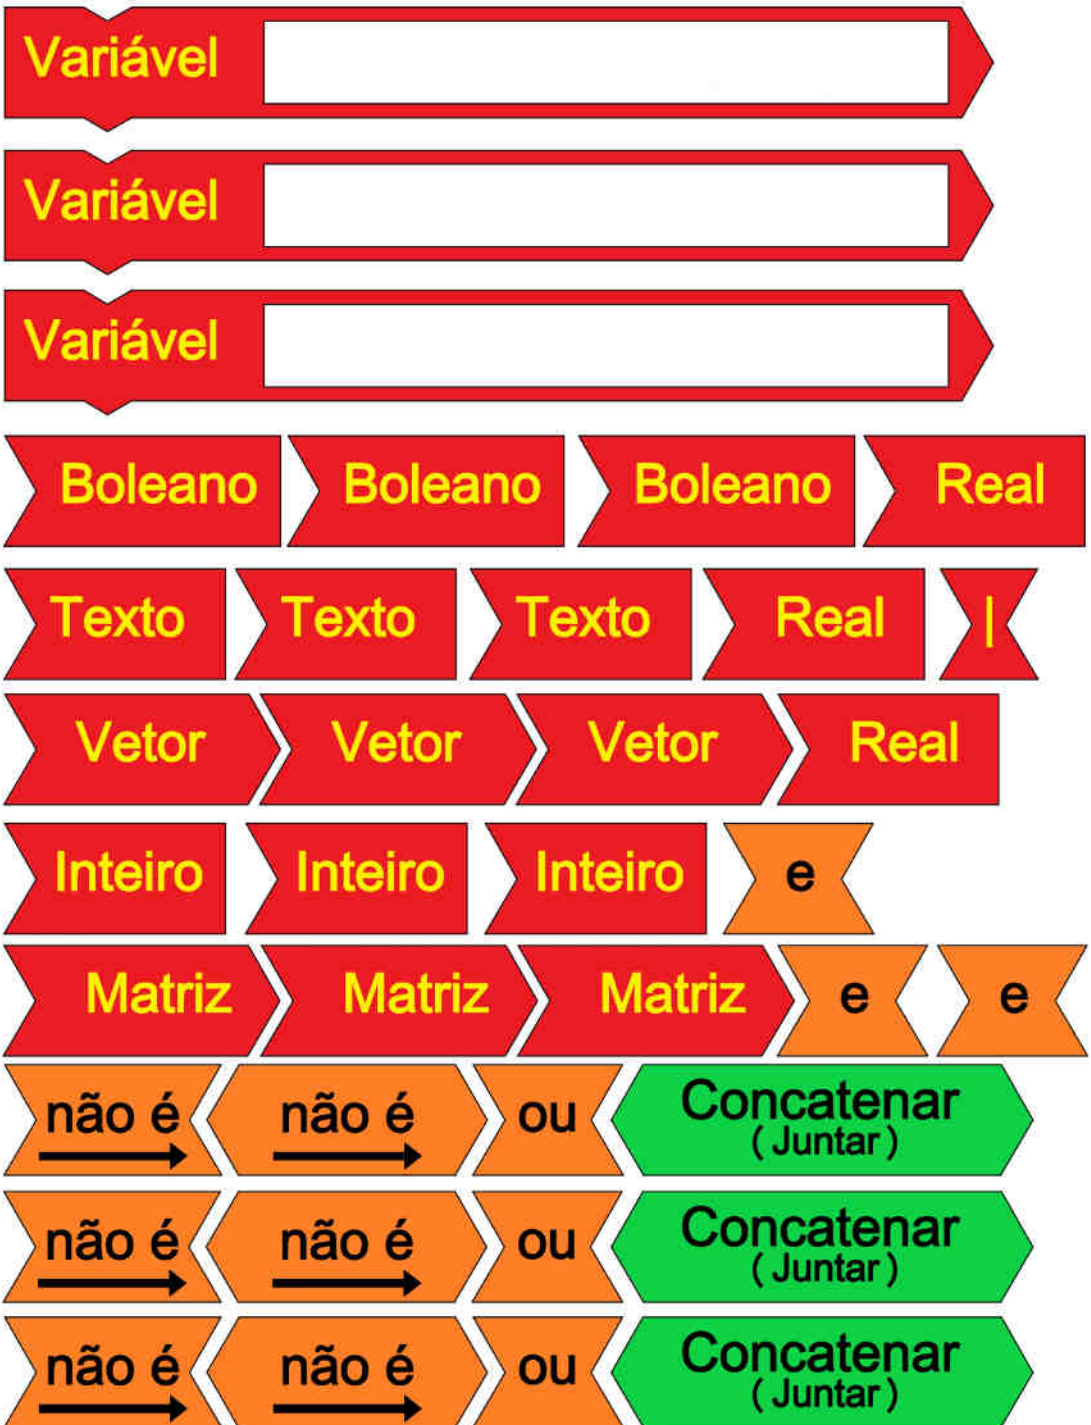 Variável
Variável
Variável
Boleano Boleano Boleano Real
Texto Texto Texto Real |
Vetor Vetor Vetor Real
Inteiro Inteiro Inteiro e
Matriz Matriz Matriz e e
não é não é ou Concatenar
(Juntar)
não é não é ou Concatenar
(Juntar)
não é não é ou Concatenar
(Juntar)